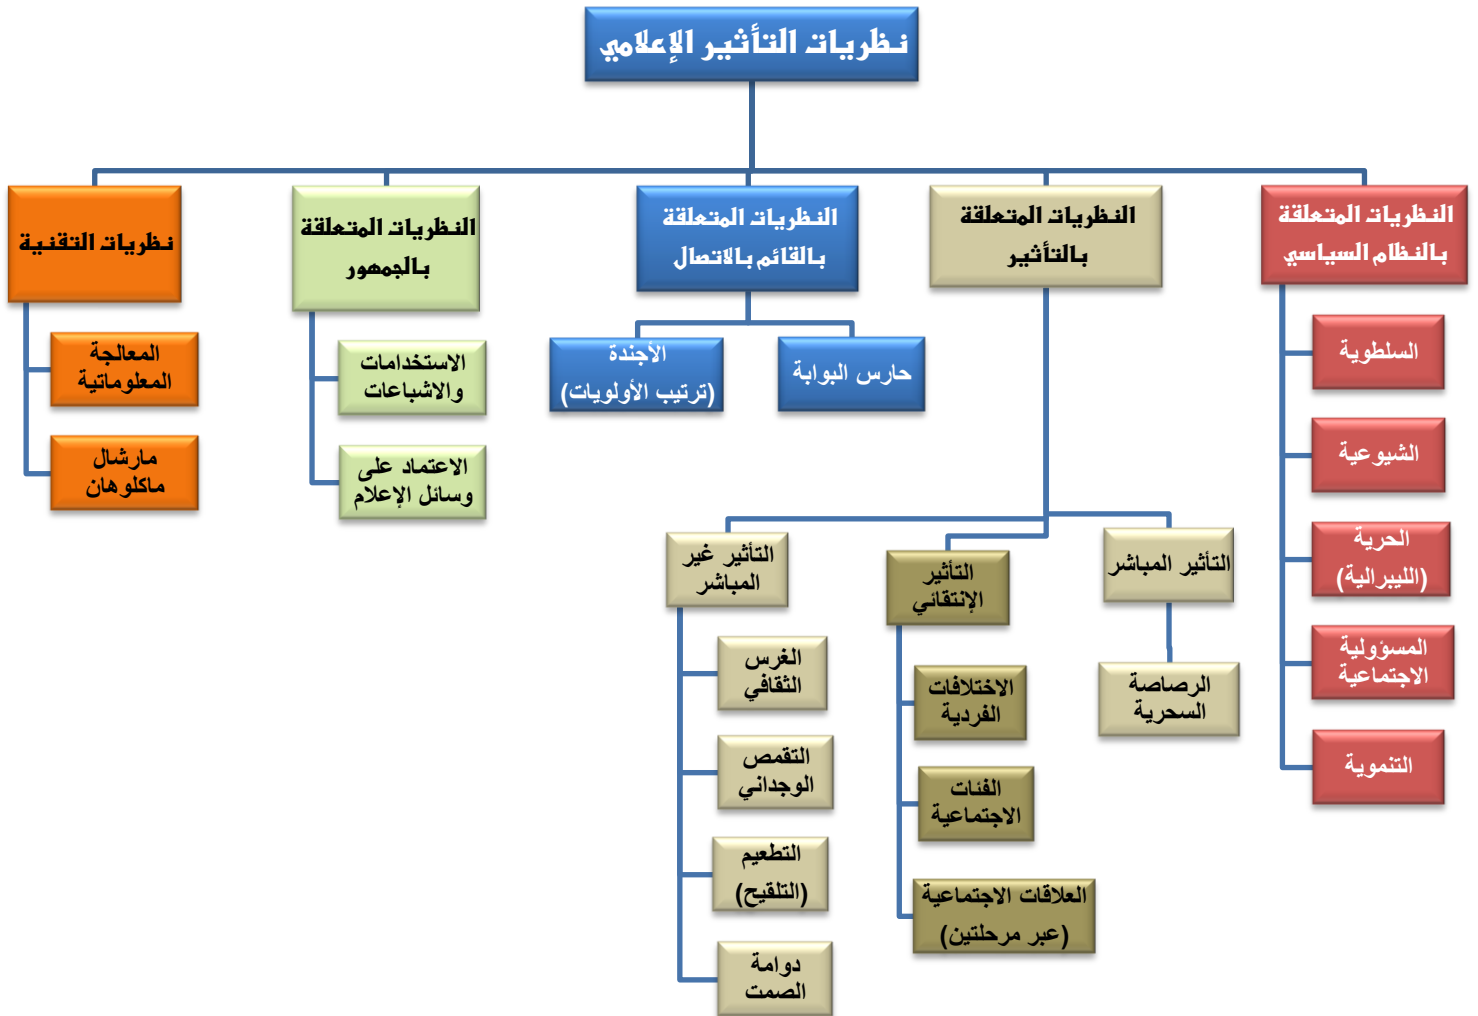 نظريات التأثير الإعلامي
النظريات المتعلقة
بالنظام السياسي
السلطوية
الشيوعية
الحرية
(الليبرالية)
المسؤولية
الاجتماعية
التنموية
النظريات المتعلقة
بالتأثير
التأثير المباشر
الرصاصة
السحرية
التأثير
الإنتقائي
الاختلافات
الفردية
الفئات
الاجتماعية
العلاقات الاجتماعية
(عبر مرحلتين)
التأثير غير
المباشر
الغرس
الثقافي
التقمص
الوجداني
التطعيم
(التلقيح)
دوامة
الصمت
النظريات المتعلقة
بالقائم بالاتصال
حارس البوابة
الأجندة
(ترتيب الأولويات)
النظريات المتعلقة
بالجمهور
الاستخدامات
والاشباعات
الاعتماد على
وسائل الإعلام
نظريات التقنية
المعالجة
المعلوماتية
مارشال
ماكلوهان